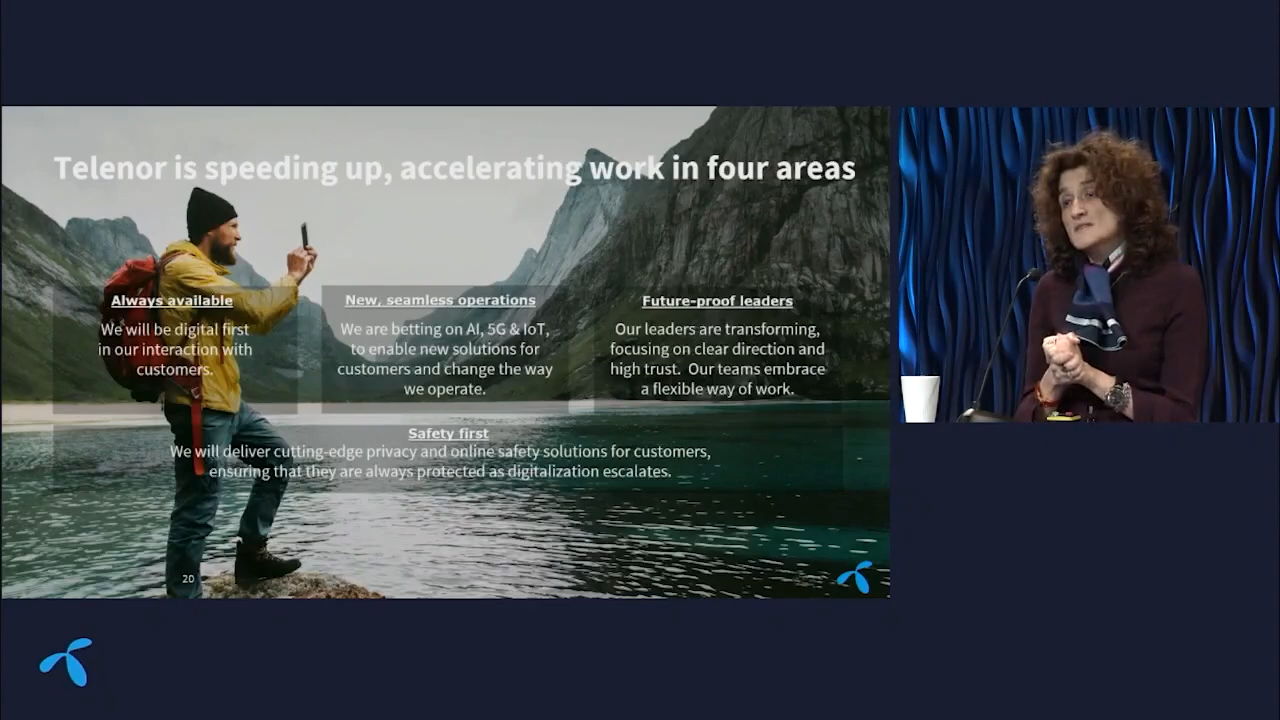 Telenor is speeding up, accelerating work in four areas
Always available
We will be digital first
in our interaction with
customers.
New, seamless operations
We are betting on AI, 5G & IoT,
to enable new solutions for
customers and change the way
we operate.
Future-proof leaders
Our leaders are transforming,
focusing on clear direction and
high trust. Our teams embrace
a flexible way of work.
Safety first
We will deliver cutting-edge privacy and online safety solutions for customers,
ensuring that they are always protected as digitalization escalates.
20